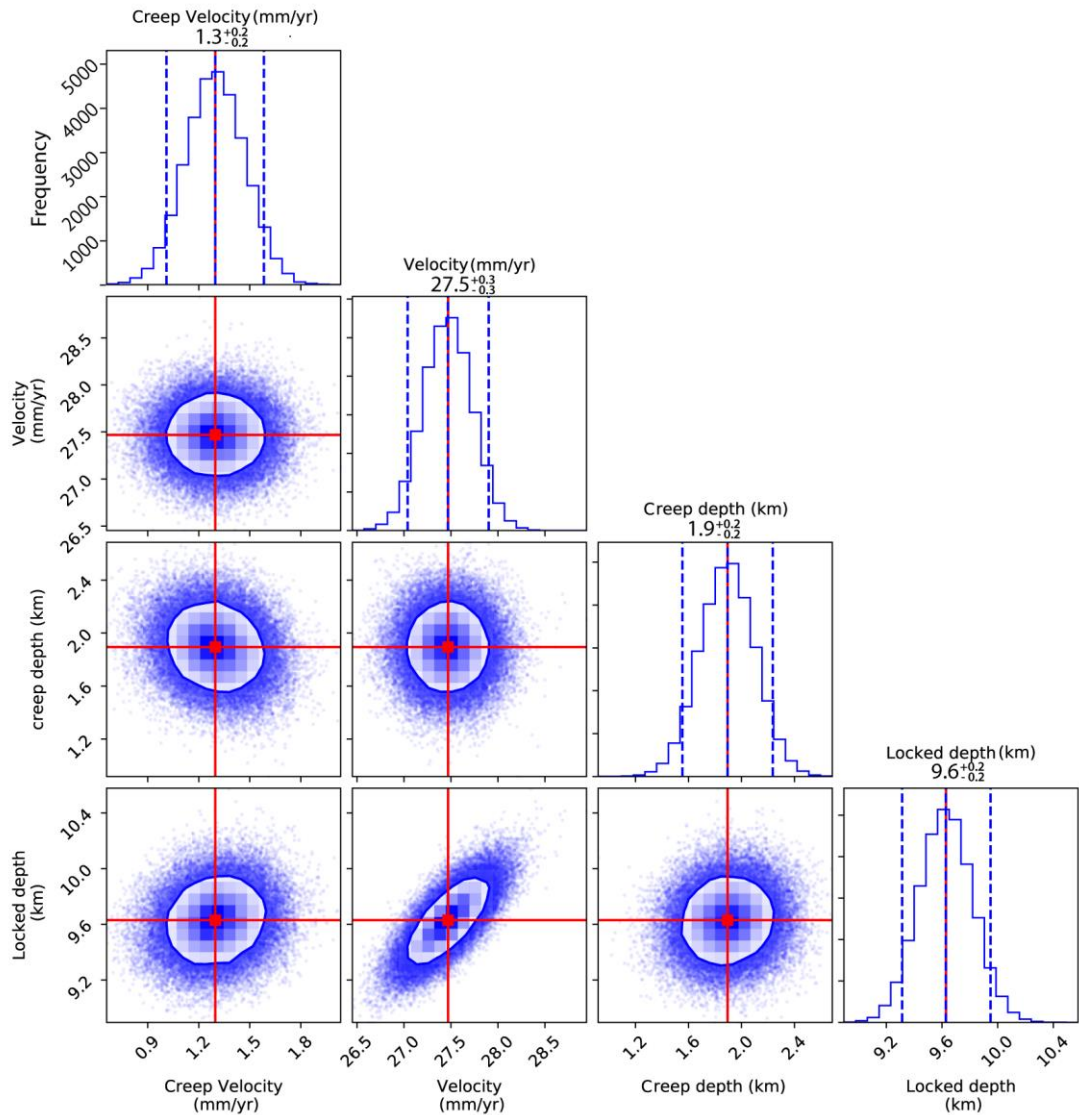 Creep Velocity (mm/yr)
1.3 +0.2 -0.2
5000
4000
3000
2000
1000
Frequency
Velocity (mm/yr)
27.5 +0.3 -0.3
28.5
28.0
27.5
27.0
26.5
Velocity
(mm/yr)
Creep depth (km)
1.9 +0.2 -0.2
2.4
2.0
1.6
1.2
creep depth (km)
Locked depth (km)
9.6 +0.2 -0.2
10.4
10.0
9.6
9.2
Locked depth
(km)
0.9 1.2 1.5 1.8
26.5 27.0 27.5 28.0 28.5
1.2 1.6 2.0 2.4
9.2 9.6 10.0 10.4
Creep Velocity
(mm/yr)
Velocity
(mm/yr)
Creep depth (km)
Locked depth
(km)